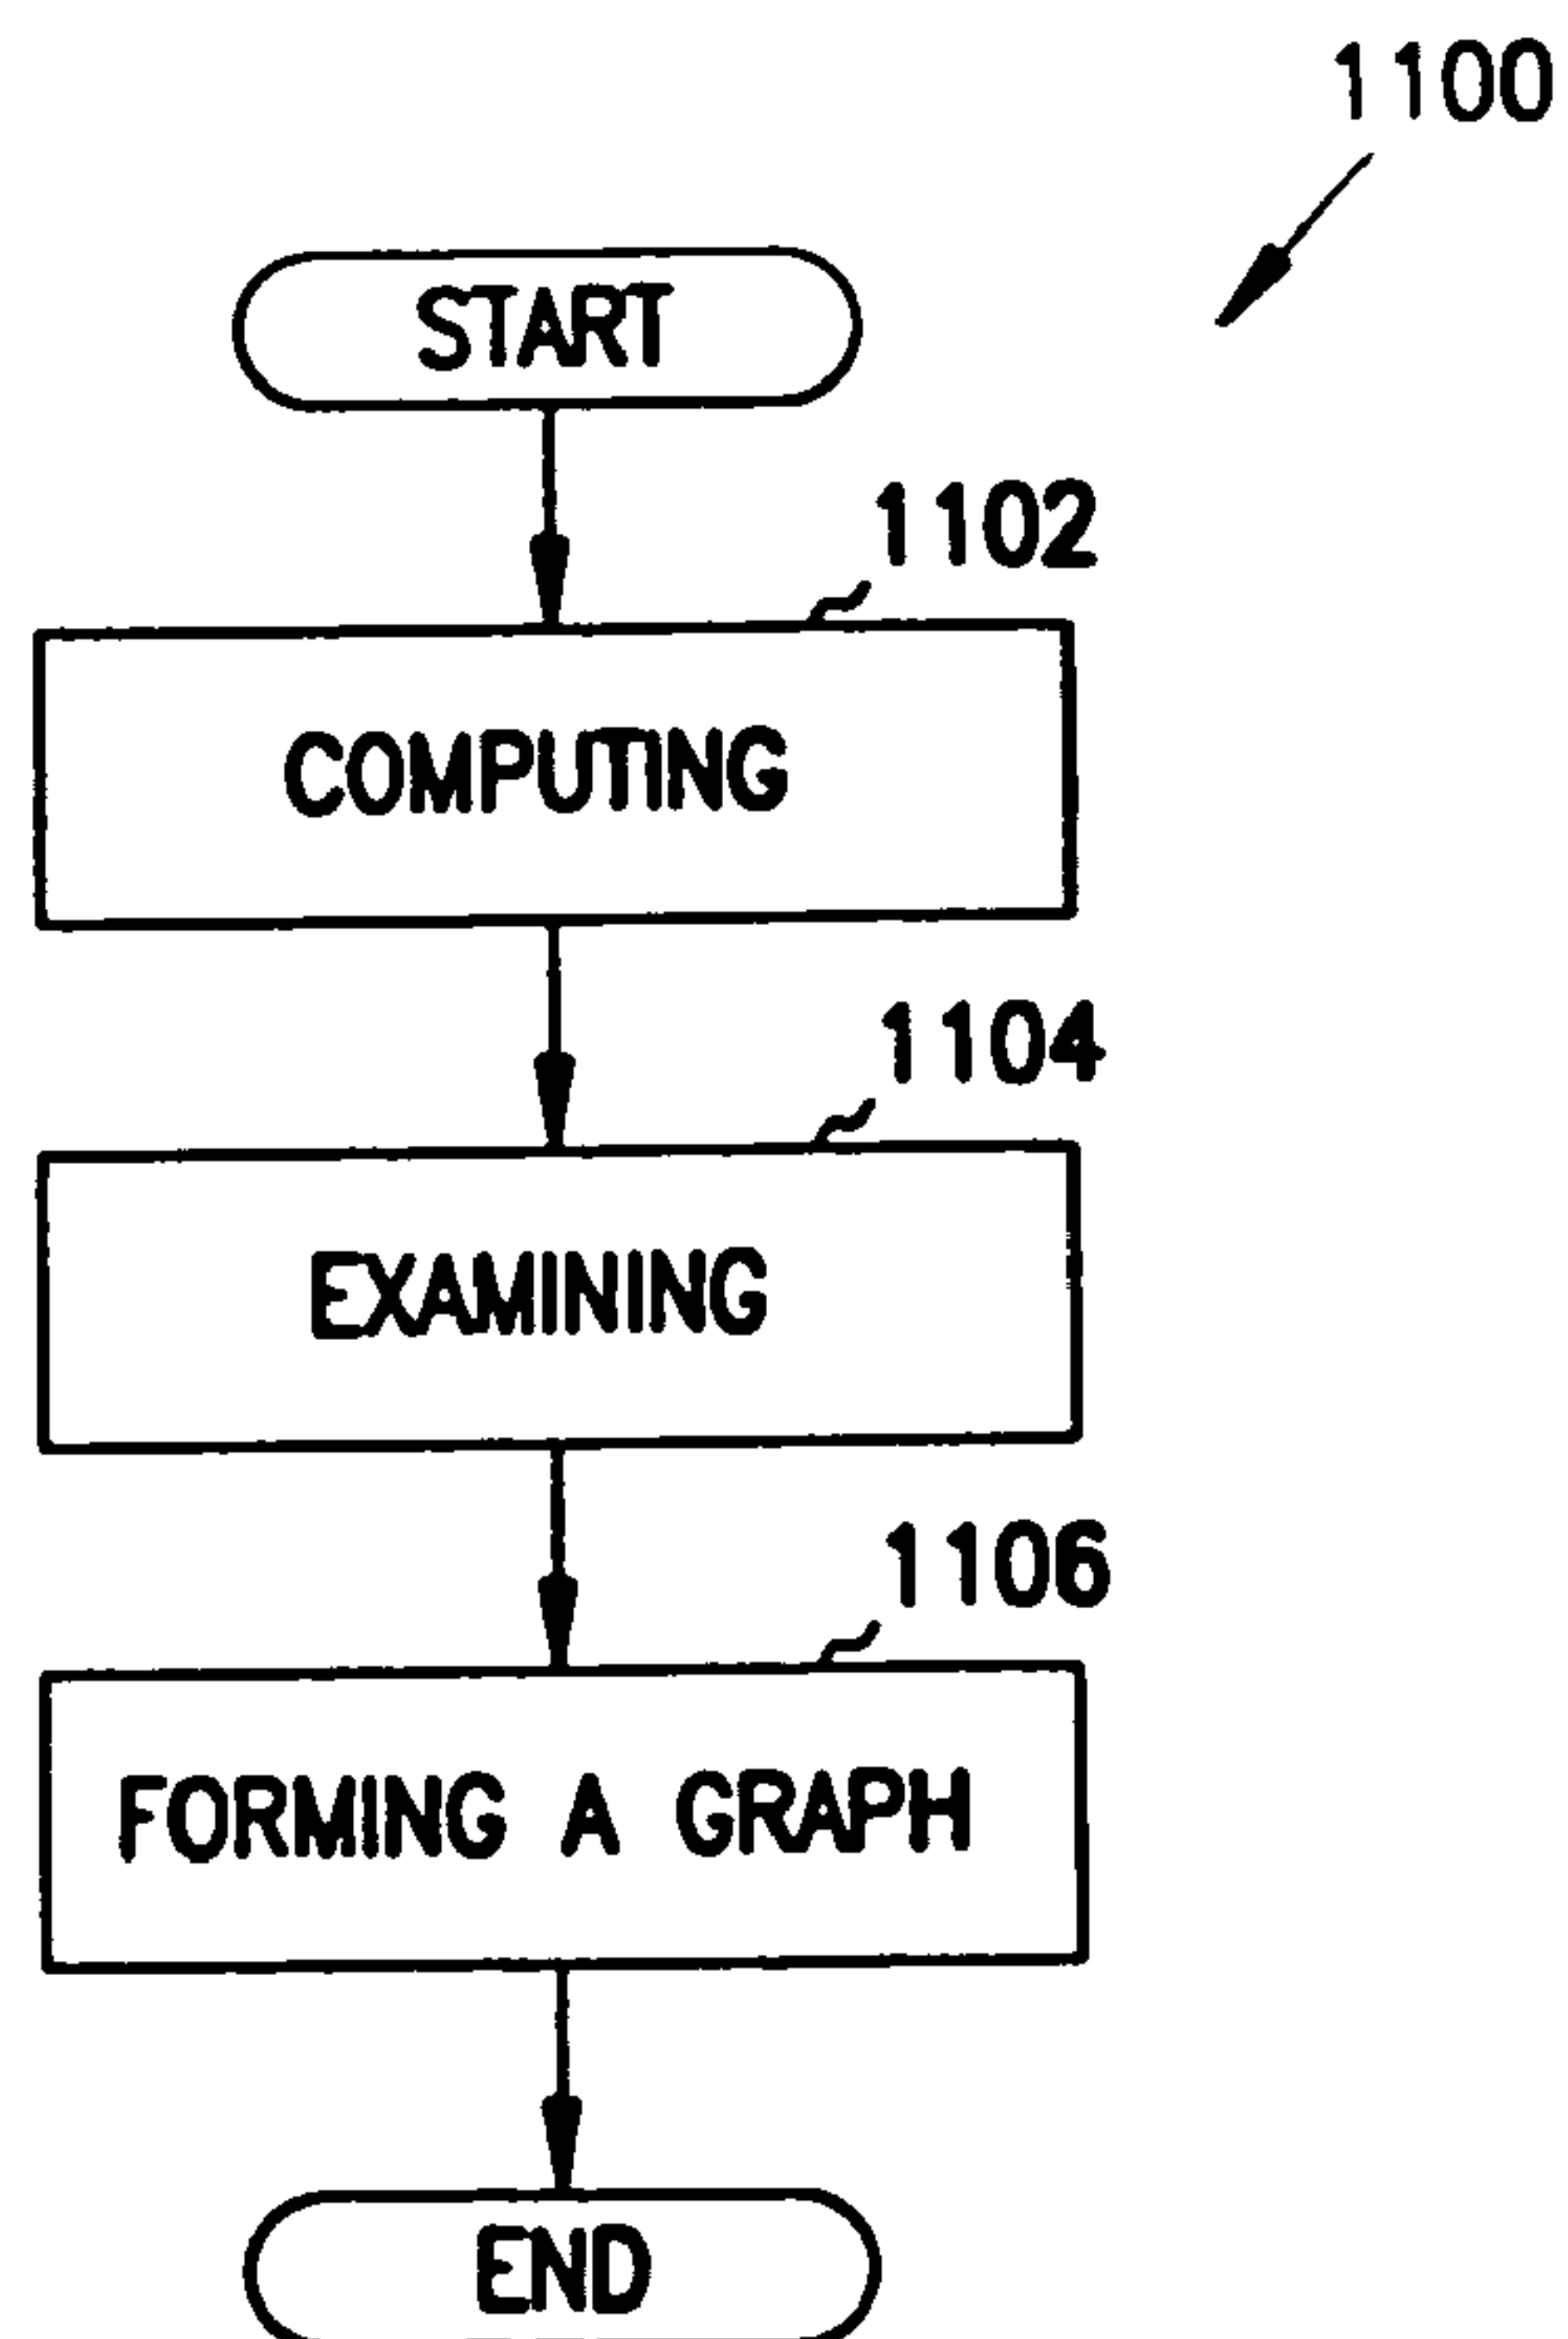 1100
START
1102
COMPUTING
1104
EXAMINING
1106
FORMING A GRAPH
END